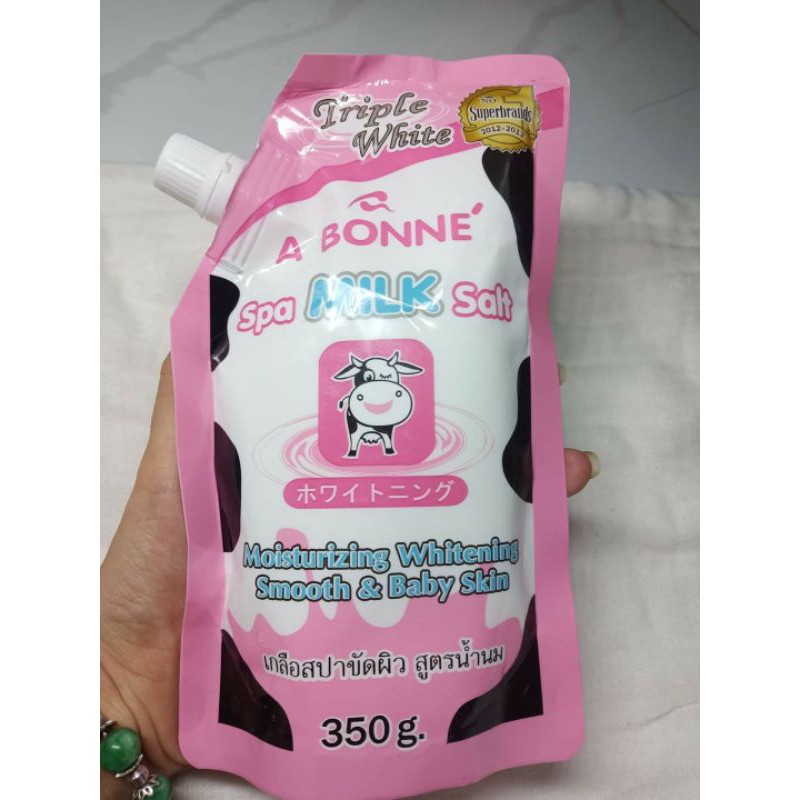 Triple
White
Superbrands
2012-2013
A BONNÉ
Spa MILK Salt
ホワイトニング
Moisturizing Whitening
Smooth & Baby Skin
เกลือสปาขัดผิว สูตรน้ำนม
350 g.